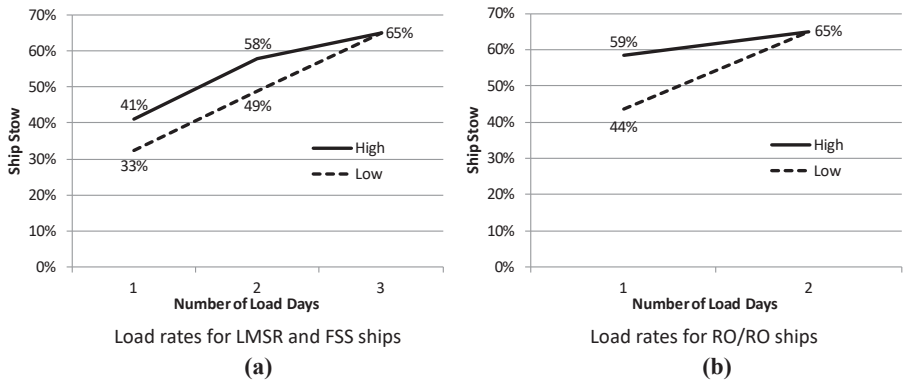 70%
60%
50%
40%
30%
20%
10%
0%
Ship Stow
41%
58%
65%
33%
49%
High
Low
1 2 3
Number of Load Days
Load rates for LMSR and FSS ships
(a)
70%
60%
50%
40%
30%
20%
10%
0%
Ship Stow
59%
65%
44%
High
Low
1 2
Number of Load Days
Load rates for RO/RO ships
(b)